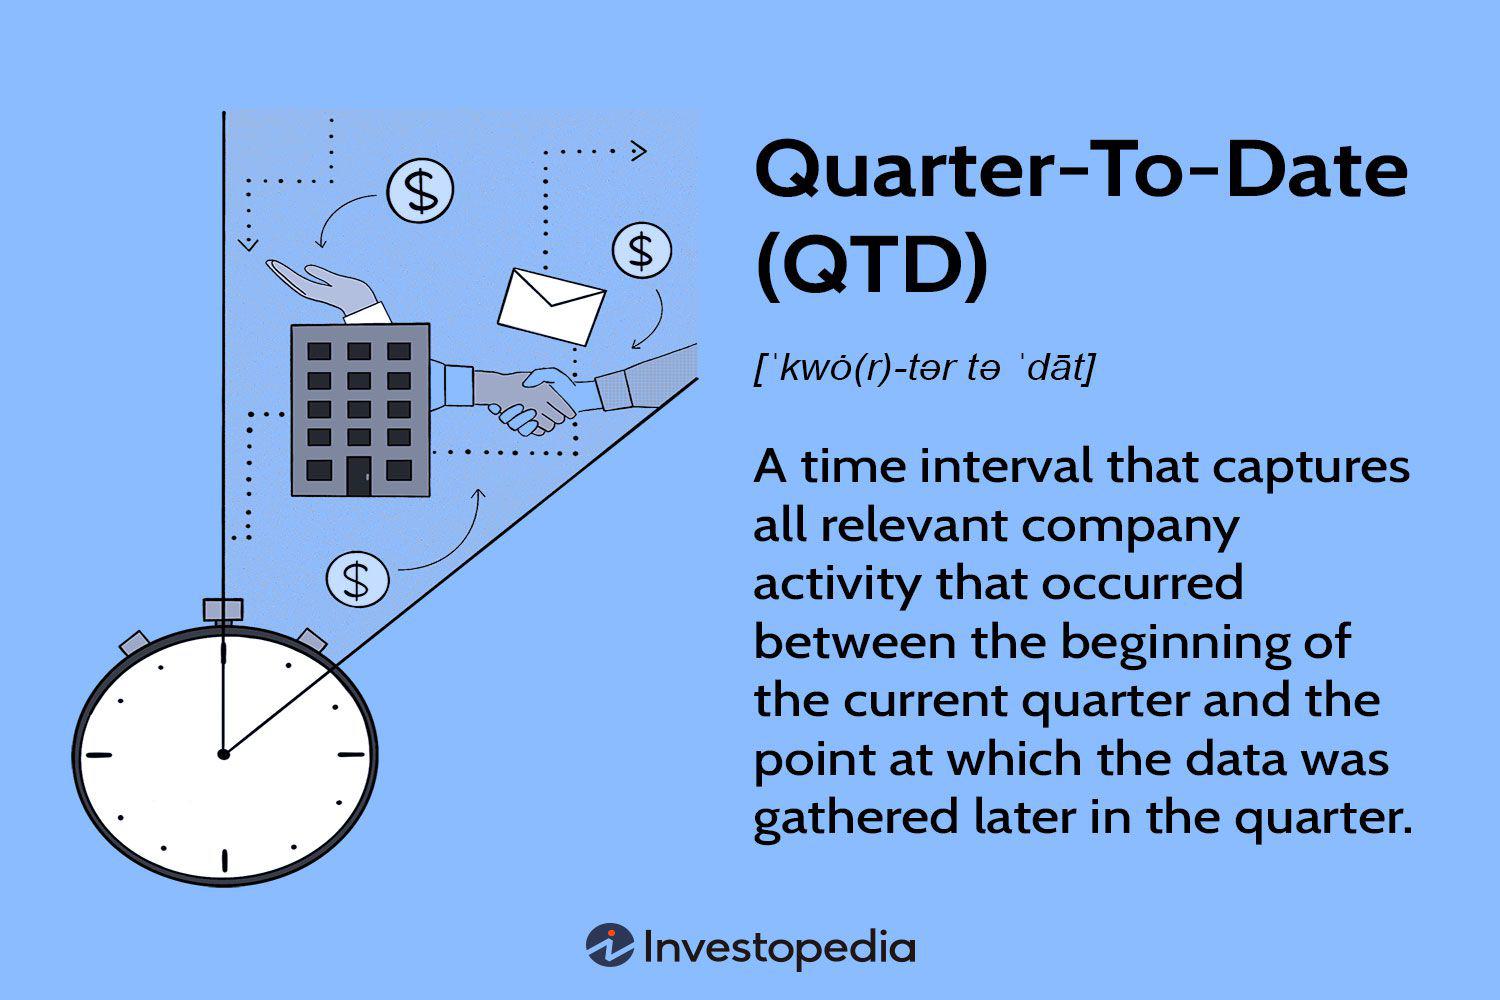 $
$
$
Quarter-To-Date
(QTD)
[ˈkwȯ(r)-tər tə ˈdāt]
A time interval that captures
all relevant company
activity that occurred
between the beginning of
the current quarter and the
point at which the data was
gathered later in the quarter.
Investopedia